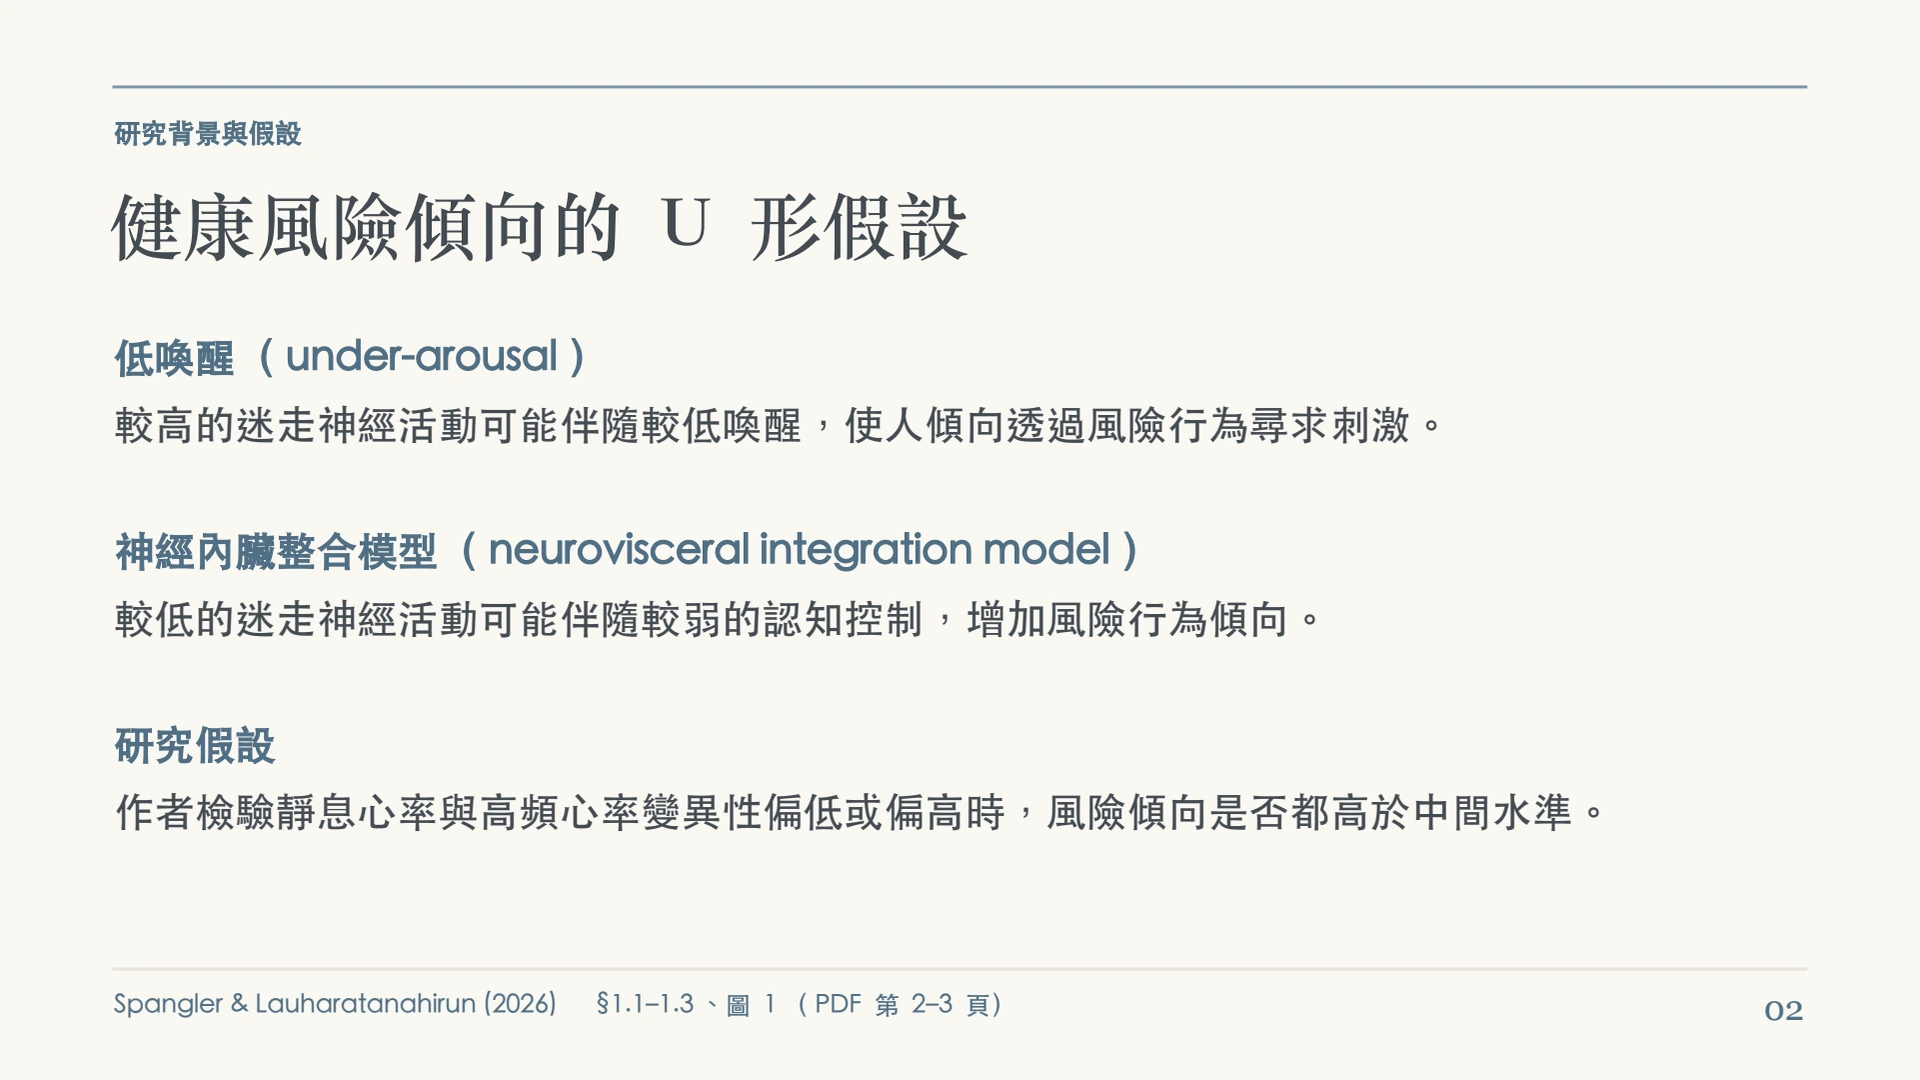 研究背景與假設
健康風險傾向的 U 形假設
低喚醒（under-arousal）
較高的迷走神經活動可能伴隨較低喚醒，使人傾向透過風險行為尋求刺激。
神經內臟整合模型（neurovisceral integration model）
較低的迷走神經活動可能伴隨較弱的認知控制，增加風險行為傾向。
研究假設
作者檢驗靜息心率與高頻心率變異性偏低或偏高時，風險傾向是否都高於中間水準。
Spangler & Lauharatanahirun (2026)  §1.1–1.3、圖 1（PDF 第 2–3 頁）
02